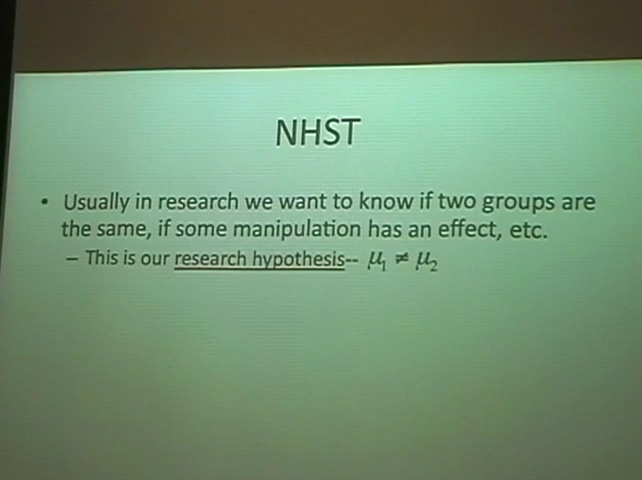 NHST
• Usually in research we want to know if two groups are
the same, if some manipulation has an effect, etc.
– This is our research hypothesis-- μ₁ ≠ μ₂